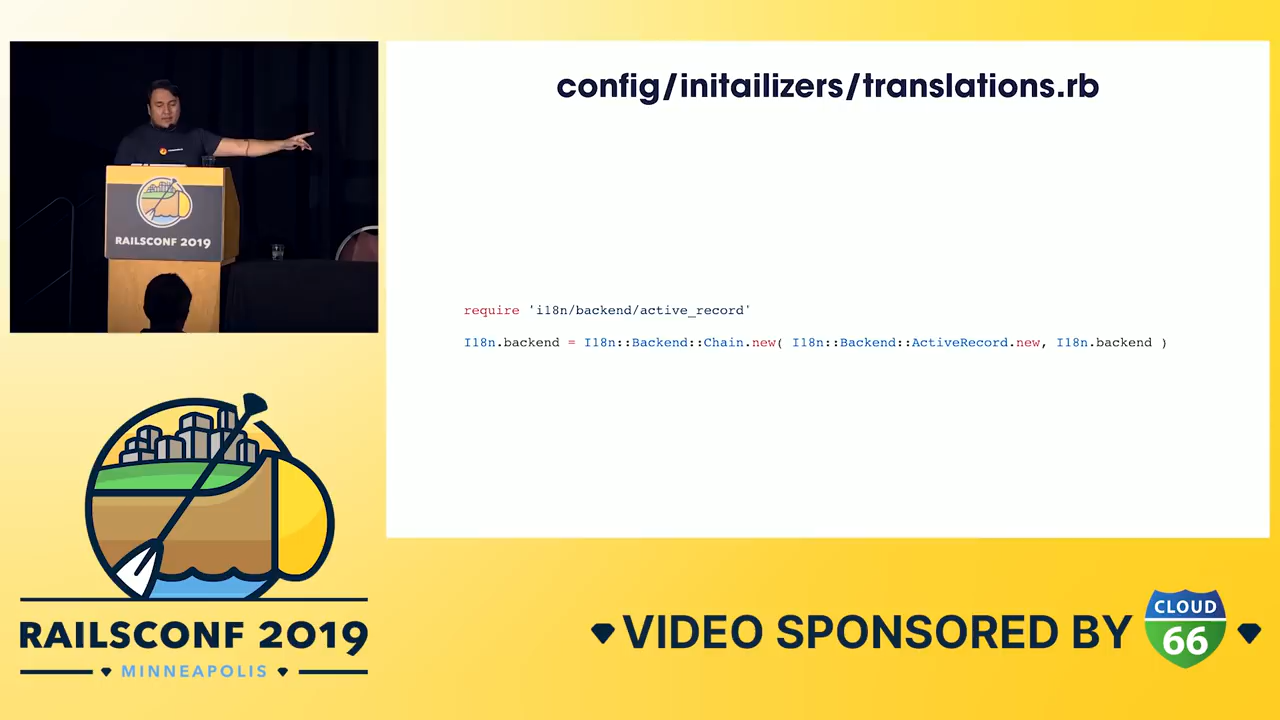 config/initailizers/translations.rb
RAILSCONF 2019
require 'i18n/backend/active_record'
I18n.backend = I18n::Backend::Chain.new( I18n::Backend::ActiveRecord.new, I18n.backend )
RAILSCONF 2019
MINNEAPOLIS
VIDEO SPONSORED BY
CLOUD
66